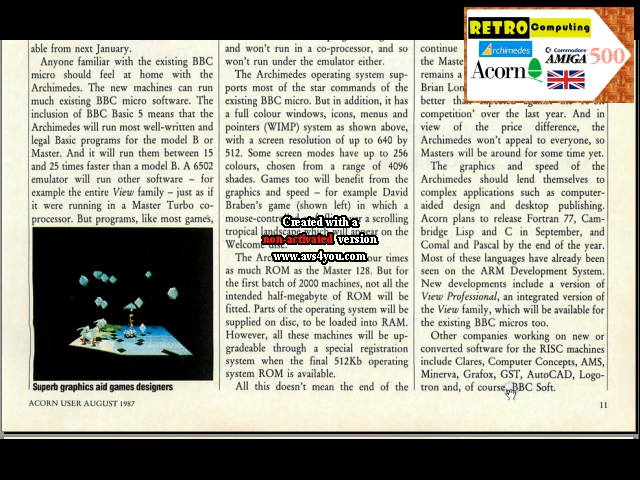 able from next January.
Anyone familiar with the existing BBC
micro should feel at home with the
Archimedes. The new machines can run
much existing BBC micro software. The
inclusion of BBC Basic 5 means that the
Archimedes will run most well-written and
legal Basic programs for the model B or
Master. And it will run them between 15
and 25 times faster than a model B. A 6502
emulator will run other software – for
example the entire View family – just as if
it were running in a Master Turbo co-
processor. But programs, like most games,
Superb graphics aid games designers
ACORN USER AUGUST 1987
and won't run in a co-processor, and so
won't run under the emulator either.
The Archimedes operating system sup-
ports most of the star commands of the
existing BBC micro. But in addition, it has
a full colour windows, icons, menus and
pointers (WIMP) system as shown above,
with a screen resolution of up to 640 by
512. Some screen modes have up to 256
colours, chosen from a range of 4096
shades. Games too will benefit from the
graphics and speed – for example David
Braben's game (shown left) in which a
mouse-control a scrolling
tropical landscape which will appear on the
Welcome disc.
The Arc our times
as much ROM as the Master 128. But for
the first batch of 2000 machines, not all the
intended half-megabyte of ROM will be
fitted. Parts of the operating system will be
supplied on disc, to be loaded into RAM.
However, all these machines will be up-
gradeable through a special registration
system when the final 512Kb operating
system ROM is available.
All this doesn't mean the end of the
Created with a
non-activated version
www.avs4you.com
continue
the Master
remains a
Brian Lon
better than
competition' over the last year. And in
view of the price difference, the
Archimedes won't appeal to everyone, so
Masters will be around for some time yet.
The graphics and speed of the
Archimedes should lend themselves to
complex applications such as computer-
aided design and desktop publishing.
Acorn plans to release Fortran 77, Cam-
bridge Lisp and C in September, and
Comal and Pascal by the end of the year.
Most of these languages have already been
seen on the ARM Development System.
New developments include a version of
View Professional, an integrated version of
the View family, which will be available for
the existing BBC micros too.
Other companies working on new or
converted software for the RISC machines
include Clares, Computer Concepts, AMS,
Minerva, Grafox, GST, AutoCAD, Logo-
tron and, of course, BBC Soft.
11
RETRO Computing
Archimedes
Commodore
AMIGA 500
Acorn